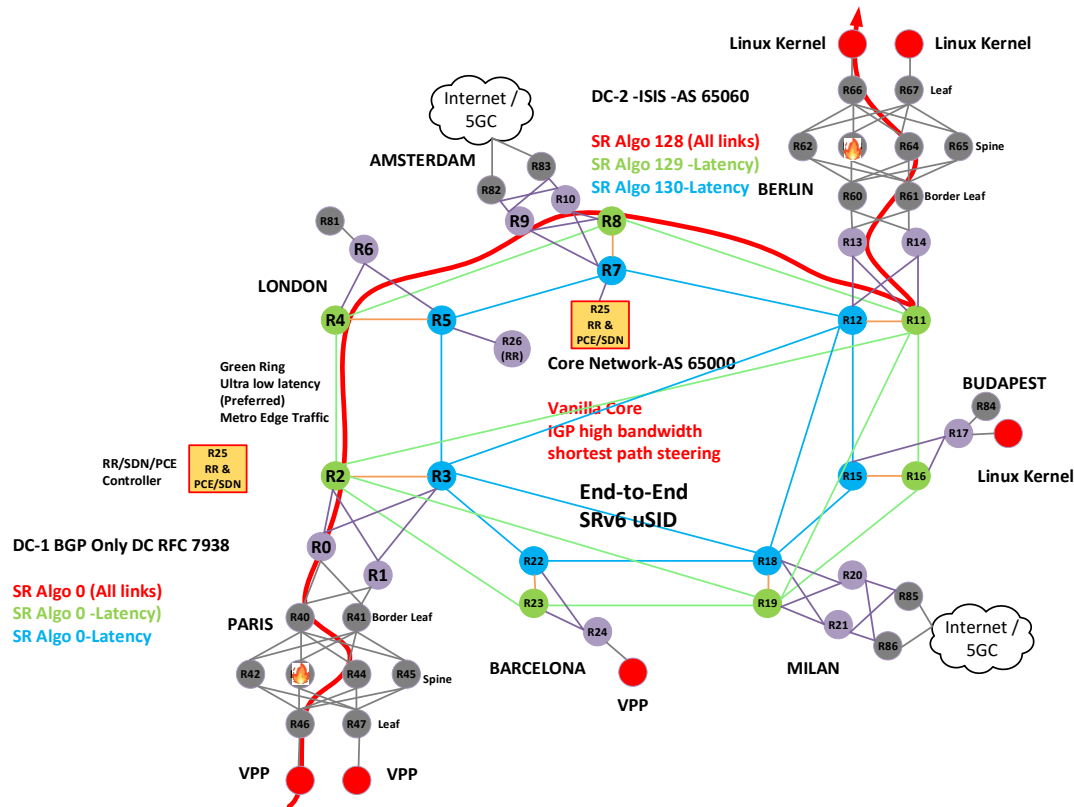 Linux Kernel
Linux Kernel
Internet /
5GC
DC-2 -ISIS -AS 65060
R66
R67
Leaf
SR Algo 128 (All links)
SR Algo 129 -Latency)
SR Algo 130-Latency
R62
R64
R65
Spine
AMSTERDAM
R83
R82
R10
BERLIN
R60
R61
Border Leaf
R81
R9
R8
R6
R13
R14
LONDON
R7
R4
R5
R25
RR &
PCE/SDN
R12
R11
R26
(RR)
Core Network-AS 65000
Green Ring
Ultra low latency
(Preferred)
Metro Edge Traffic
BUDAPEST
R84
Vanilla Core
IGP high bandwidth
shortest path steering
R17
RR/SDN/PCE
Controller
R25
RR &
PCE/SDN
R2
R3
R15
R16
Linux Kernel
End-to-End
SRv6 uSID
DC-1 BGP Only DC RFC 7938
R0
R1
R22
R18
SR Algo 0 (All links)
SR Algo 0 -Latency)
SR Algo 0-Latency
R20
R85
R23
R19
PARIS
R40
R41
Border Leaf
R24
R21
R86
Internet /
5GC
BARCELONA
MILAN
R42
R44
R45
Spine
VPP
R46
R47
Leaf
VPP
VPP